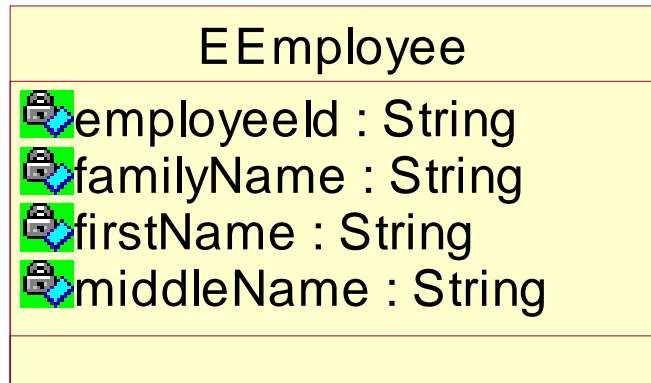 EEmployee
employeeId : String
familyName : String
firstName : String
middleName : String